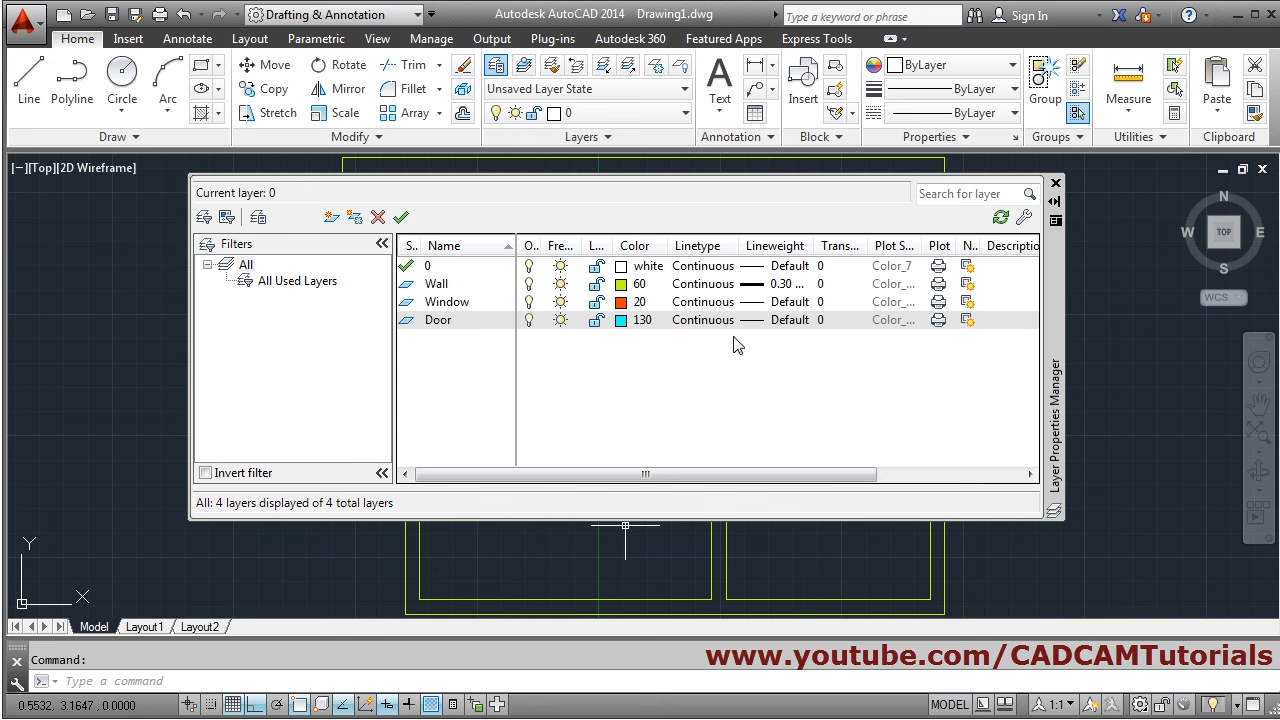 Drafting & Annotation
Autodesk AutoCAD 2014 Drawing1.dwg
Type a keyword or phrase
Sign In
Home Insert Annotate Layout Parametric View Manage Output Plug-ins Autodesk 360 Featured Apps Express Tools
Line
Polyline
Circle
Arc
Draw
Move
Rotate
Trim
Copy
Mirror
Fillet
Stretch
Scale
Array
Modify
Unsaved Layer State
0
Layers
Text
Annotation
Insert
Block
ByLayer
ByLayer
ByLayer
Properties
Group
Groups
Measure
Utilities
Paste
Clipboard
[−][Top][2D Wireframe]
Current layer: 0
Search for layer
Filters
All
All Used Layers
Invert filter
S.. Name O.. Fre... L... Color Linetype Lineweight Trans... Plot S... Plot N.. Descriptio
0 white Continuous Default 0 Color_7
Wall 60 Continuous 0.30 ... 0 Color_...
Window 20 Continuous Default 0 Color_...
Door 130 Continuous Default 0 Color_...
All: 4 layers displayed of 4 total layers
Layer Properties Manager
N
W TOP E
S
WCS
Y
X
Model Layout1 Layout2
Command:
Type a command
www.youtube.com/CADCAMTutorials
0.5532, 3.1647 , 0.0000
MODEL
1:1